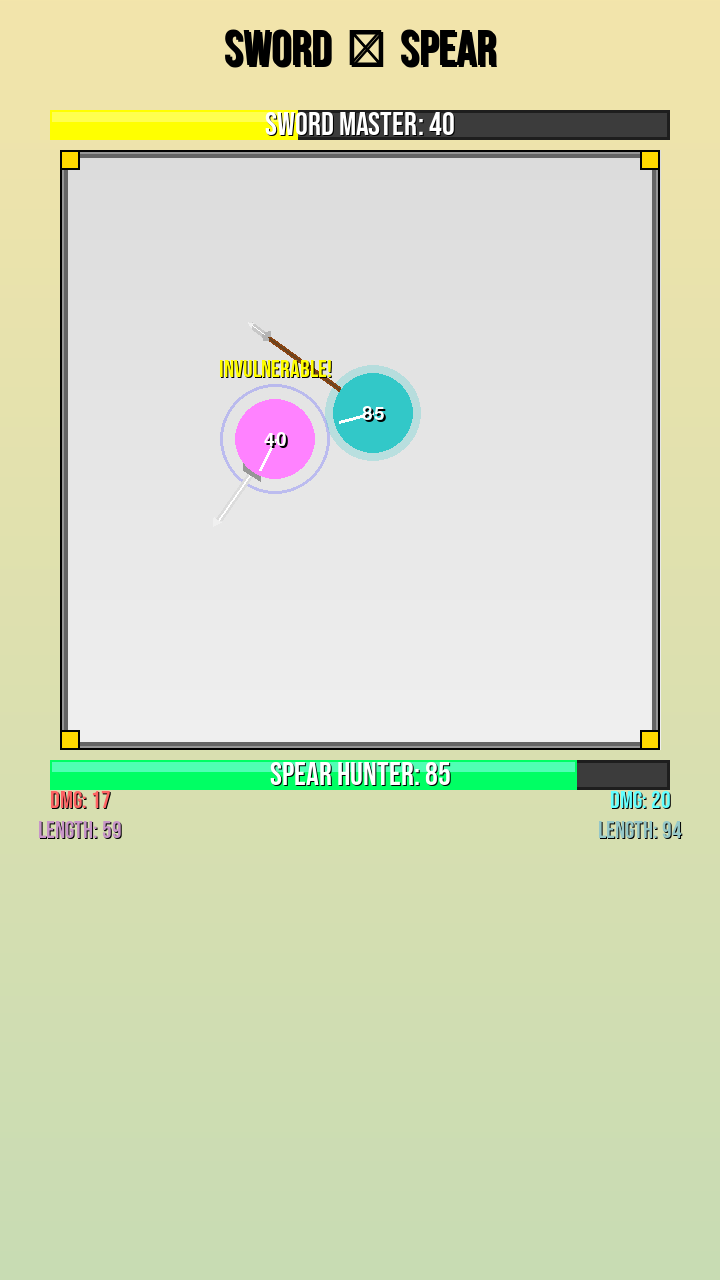 SWORD ⚔ SPEAR
SWORD MASTER: 40
INVULNERABLE!
85
40
SPEAR HUNTER: 85
DMG: 17
DMG: 20
LENGTH: 59
LENGTH: 94